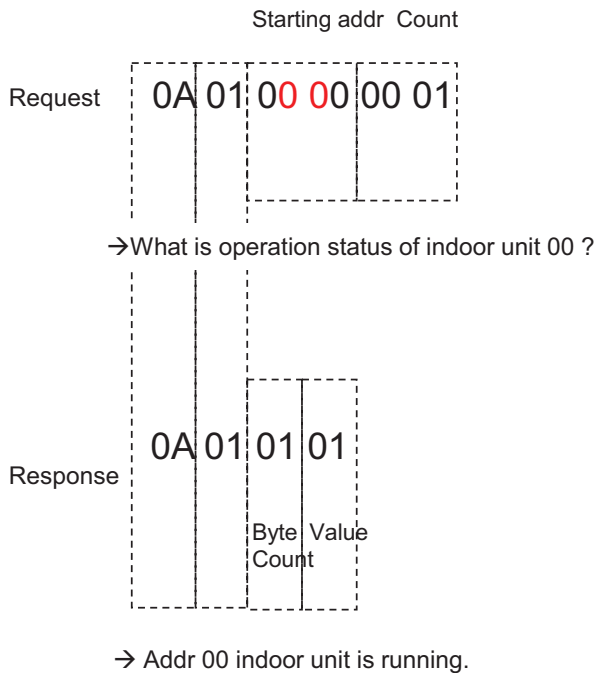 Starting addr Count
Request 0A 01 00 00 00 01
→What is operation status of indoor unit 00 ?
0A 01 01 01
Response
Byte Value
Count
→ Addr 00 indoor unit is running.